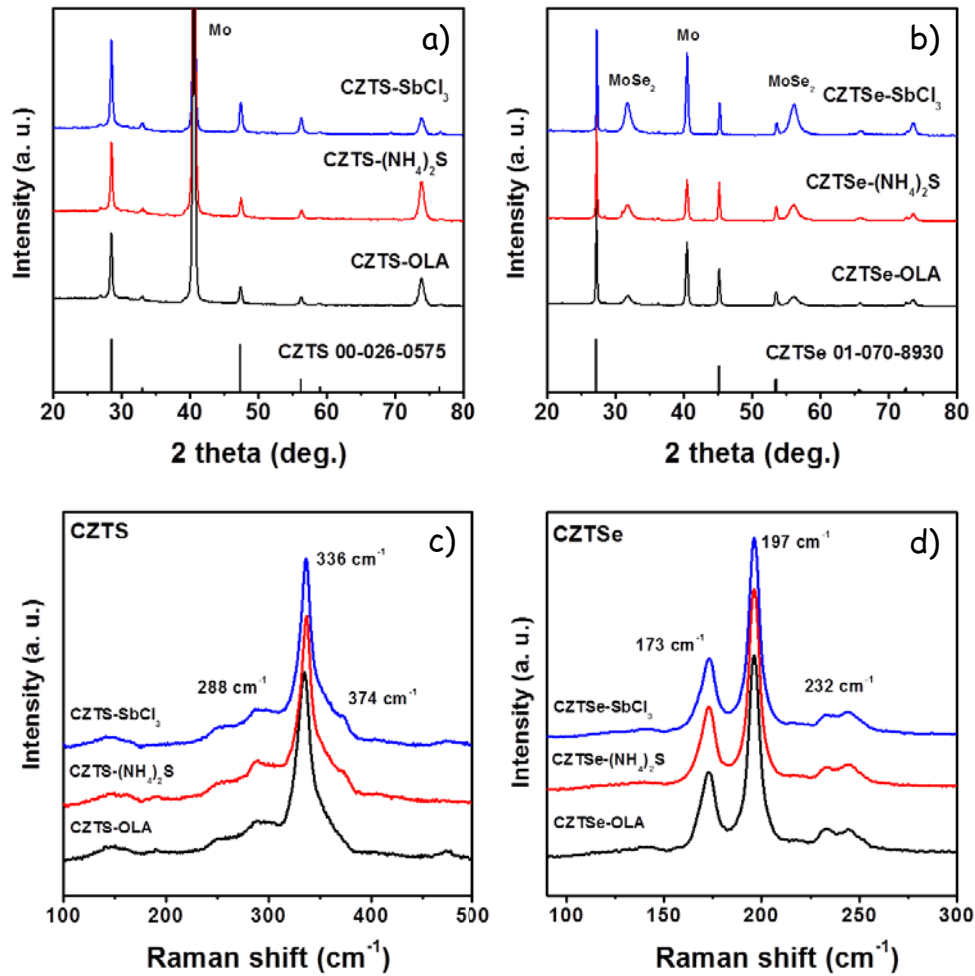 a)
Mo
CZTS-SbCl₃
CZTS-(NH₄)₂S
CZTS-OLA
CZTS 00-026-0575
Intensity (a. u.)
20 30 40 50 60 70 80
2 theta (deg.)
b)
Mo
MoSe₂
MoSe₂
CZTSe-SbCl₃
CZTSe-(NH₄)₂S
CZTSe-OLA
CZTSe 01-070-8930
Intensity (a. u.)
20 30 40 50 60 70 80
2 theta (deg.)
CZTS
c)
336 cm⁻¹
288 cm⁻¹
374 cm⁻¹
CZTS-SbCl₃
CZTS-(NH₄)₂S
CZTS-OLA
Intensity (a. u.)
100 200 300 400 500
Raman shift (cm⁻¹)
CZTSe
d)
197 cm⁻¹
173 cm⁻¹
232 cm⁻¹
CZTSe-SbCl₃
CZTSe-(NH₄)₂S
CZTSe-OLA
Intensity (a. u.)
100 150 200 250 300
Raman shift (cm⁻¹)